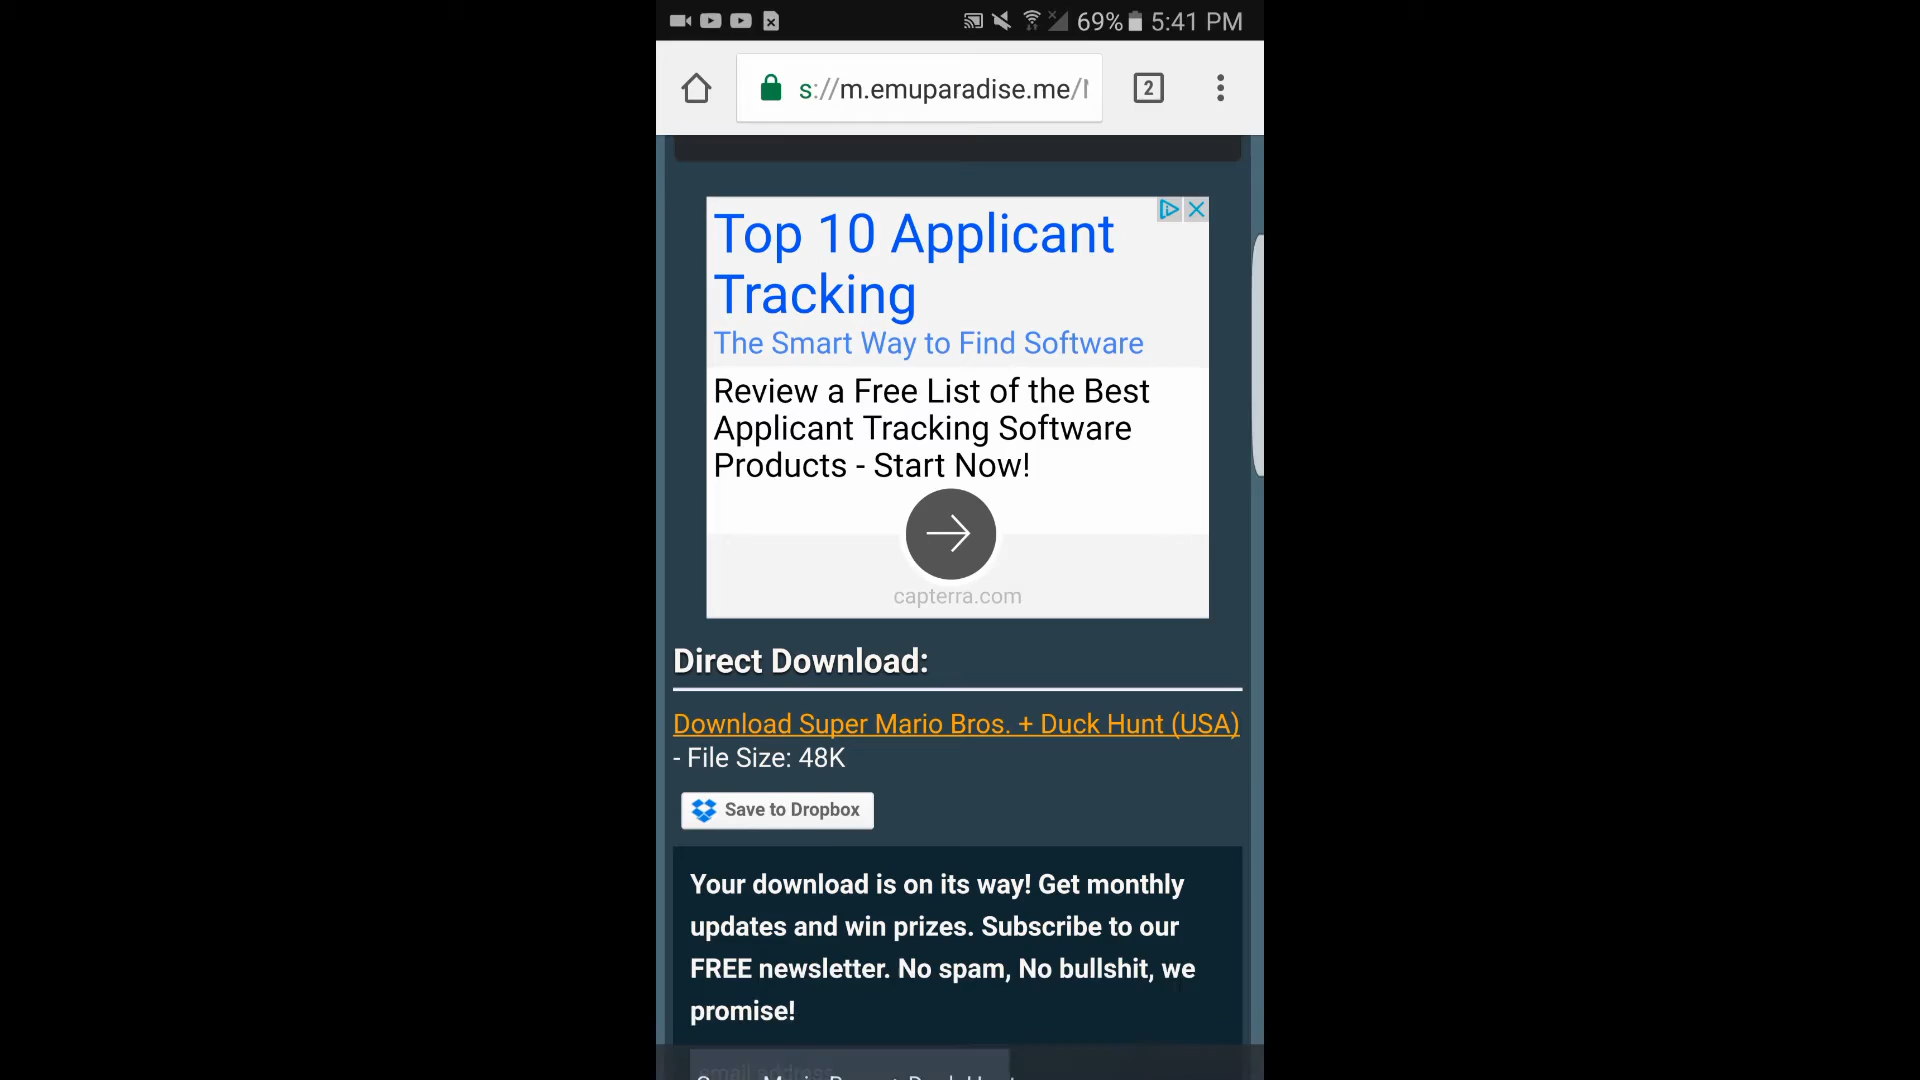 69% 5:41 PM
s://m.emuparadise.me/
2
Top 10 Applicant
Tracking
The Smart Way to Find Software
Review a Free List of the Best
Applicant Tracking Software
Products - Start Now!
capterra.com
Direct Download:
Download Super Mario Bros. + Duck Hunt (USA)
- File Size: 48K
Save to Dropbox
Your download is on its way! Get monthly
updates and win prizes. Subscribe to our
FREE newsletter. No spam, No bullshit, we
promise!
email address